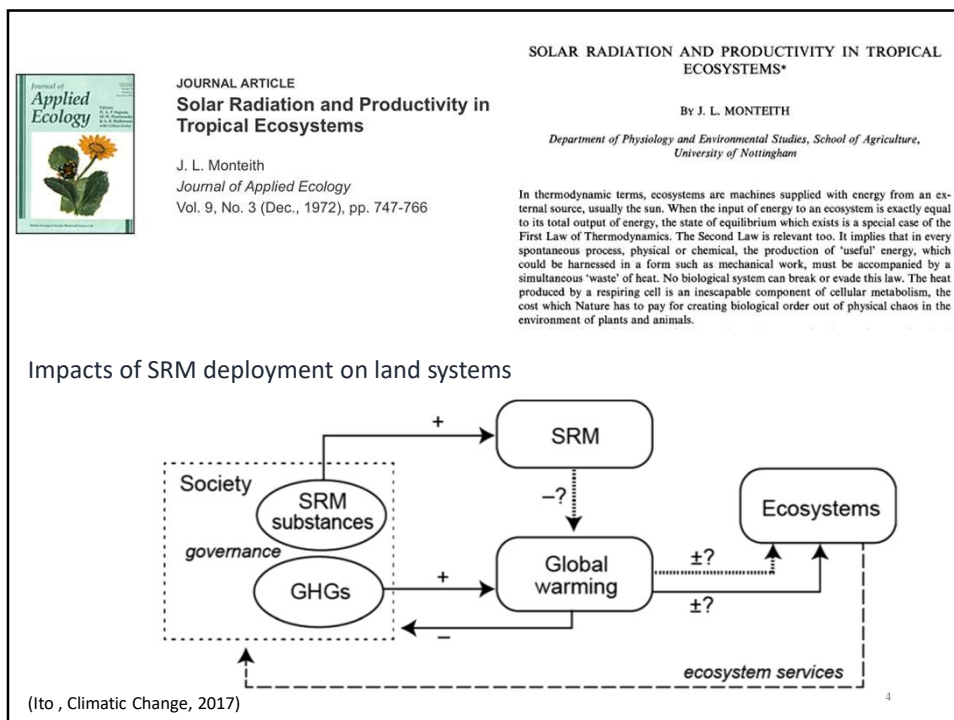 Journal of
Applied
Ecology
JOURNAL ARTICLE
Solar Radiation and Productivity in
Tropical Ecosystems
J. L. Monteith
Journal of Applied Ecology
Vol. 9, No. 3 (Dec., 1972), pp. 747-766
SOLAR RADIATION AND PRODUCTIVITY IN TROPICAL
ECOSYSTEMS*
BY J. L. MONTEITH
Department of Physiology and Environmental Studies, School of Agriculture,
University of Nottingham
In thermodynamic terms, ecosystems are machines supplied with energy from an ex-
ternal source, usually the sun. When the input of energy to an ecosystem is exactly equal
to its total output of energy, the state of equilibrium which exists is a special case of the
First Law of Thermodynamics. The Second Law is relevant too. It implies that in every
spontaneous process, physical or chemical, the production of 'useful' energy, which
could be harnessed in a form such as mechanical work, must be accompanied by a
simultaneous 'waste' of heat. No biological system can break or evade this law. The heat
produced by a respiring cell is an inescapable component of cellular metabolism, the
cost which Nature has to pay for creating biological order out of physical chaos in the
environment of plants and animals.
Impacts of SRM deployment on land systems
+
SRM
Society
SRM
substances
governance
GHGs
–?
+
Global
warming
±?
±?
Ecosystems
–
ecosystem services
(Ito , Climatic Change, 2017)
4